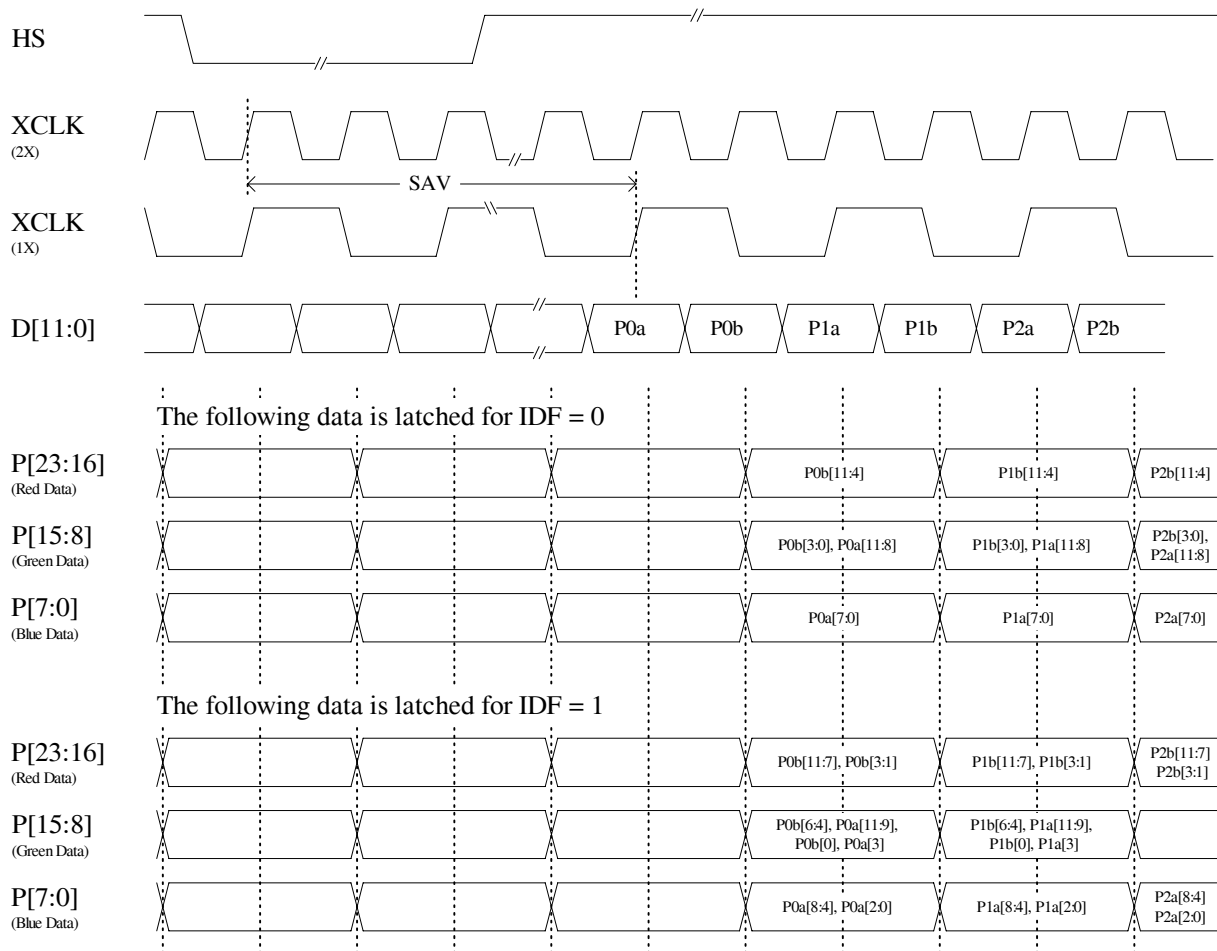 HS
XCLK
(2X)
SAV
XCLK
(1X)
D[11:0]
P0a
P0b
P1a
P1b
P2a
P2b
The following data is latched for IDF = 0
P[23:16]
(Red Data)
P0b[11:4]
P1b[11:4]
P2b[11:4]
P[15:8]
(Green Data)
P0b[3:0], P0a[11:8]
P1b[3:0], P1a[11:8]
P2b[3:0],
P2a[11:8]
P[7:0]
(Blue Data)
P0a[7:0]
P1a[7:0]
P2a[7:0]
The following data is latched for IDF = 1
P[23:16]
(Red Data)
P0b[11:7], P0b[3:1]
P1b[11:7], P1b[3:1]
P2b[11:7]
P2b[3:1]
P[15:8]
(Green Data)
P0b[6:4], P0a[11:9],
P0b[0], P0a[3]
P1b[6:4], P1a[11:9],
P1b[0], P1a[3]
P[7:0]
(Blue Data)
P0a[8:4], P0a[2:0]
P1a[8:4], P1a[2:0]
P2a[8:4]
P2a[2:0]